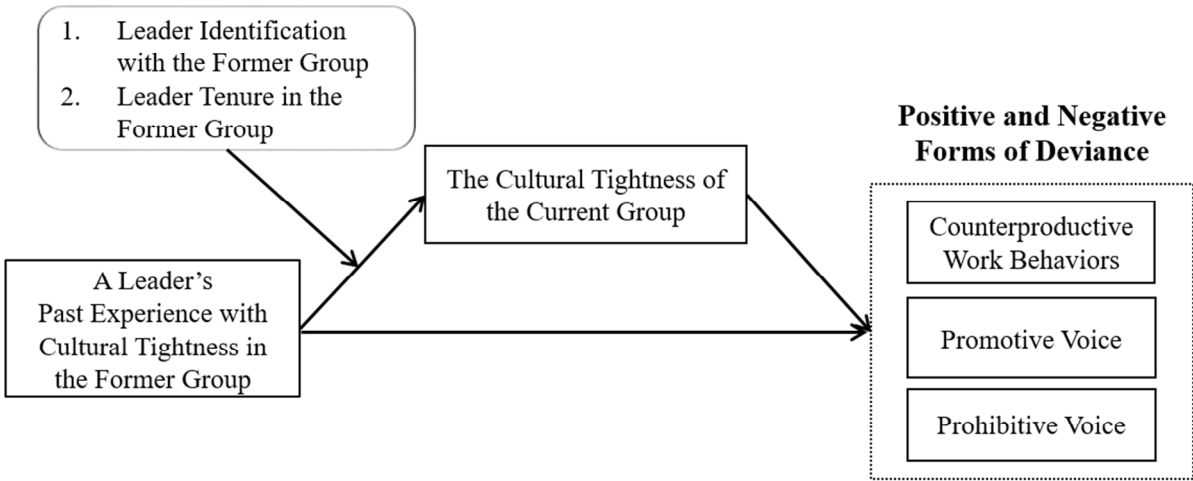 1. Leader Identification
with the Former Group
2. Leader Tenure in the
Former Group
The Cultural Tightness of
the Current Group
A Leader’s
Past Experience with
Cultural Tightness in
the Former Group
Positive and Negative
Forms of Deviance
Counterproductive
Work Behaviors
Promotive Voice
Prohibitive Voice